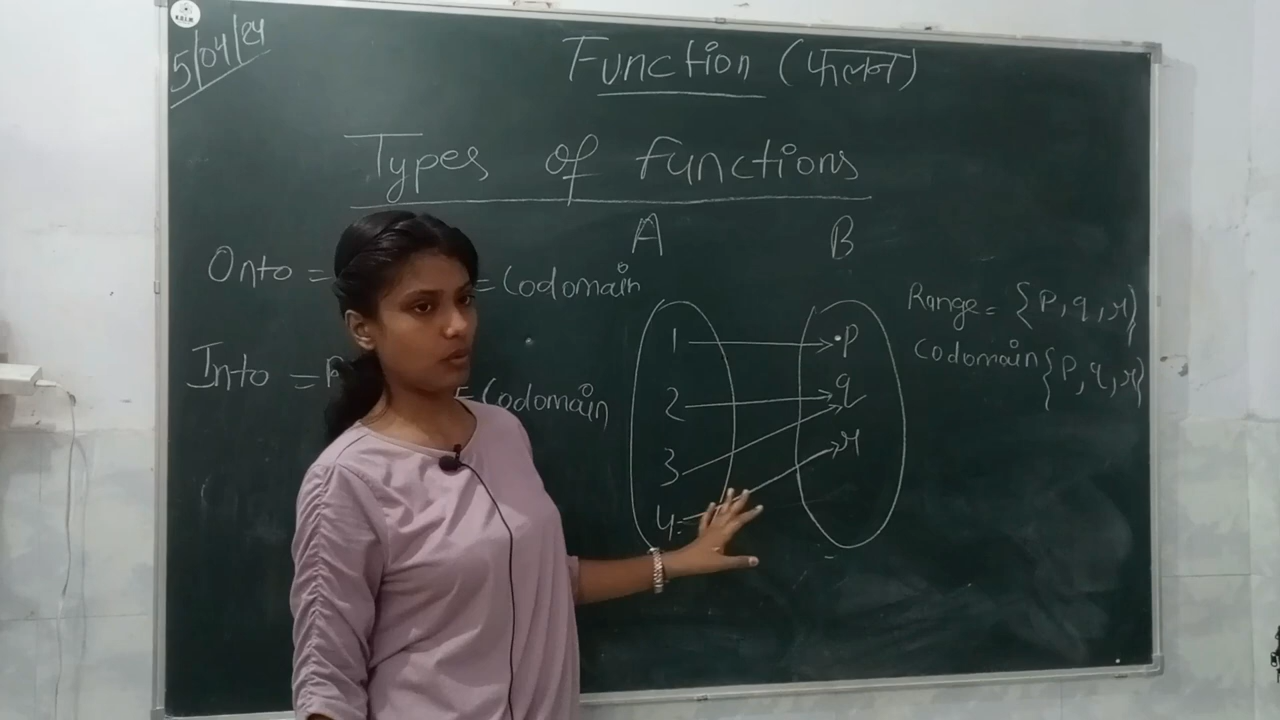 5/04/24
Function (फलन)
Types of functions
A B
Onto = = Codomain
Into = Codomain
Range = {p, q, r}
Codomain {p, q, r}
1 p
2 q
3 r
4